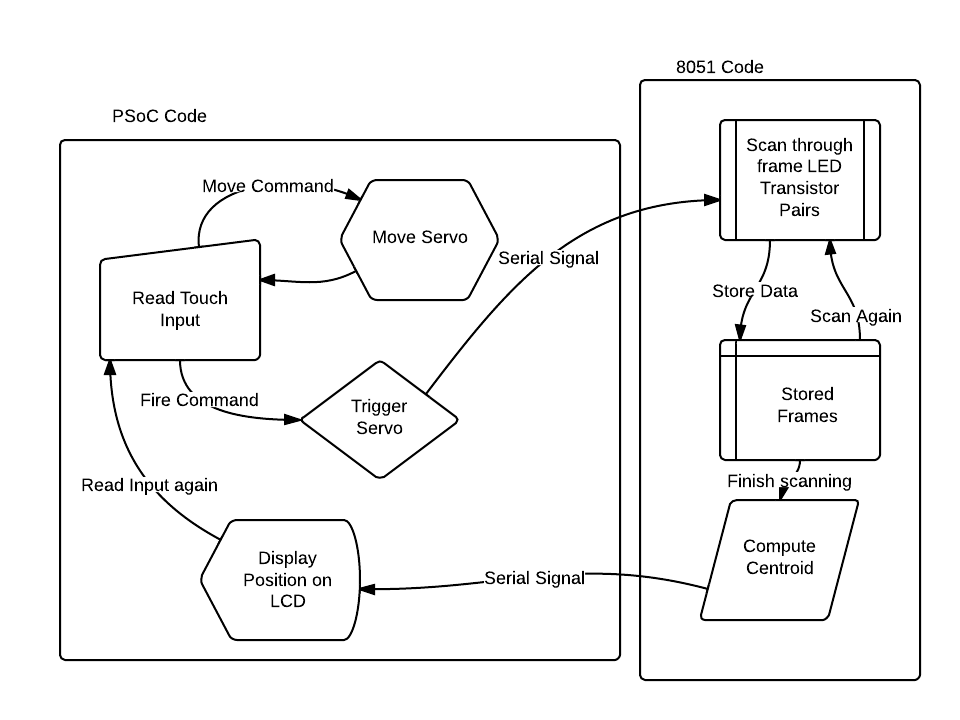 8051 Code
PSoC Code
Scan through
frame LED
Transistor
Pairs
Move Command
Move Servo
Serial Signal
Read Touch
Input
Store Data
Scan Again
Fire Command
Trigger
Servo
Stored
Frames
Read Input again
Finish scanning
Display
Position on
LCD
Serial Signal
Compute
Centroid